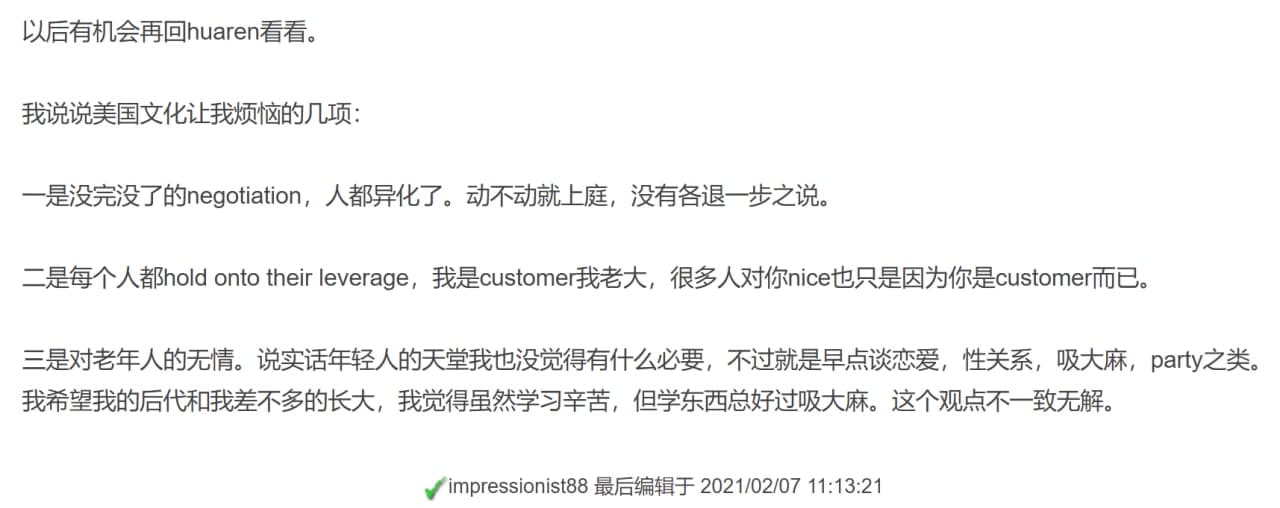 以后有机会再回huaren看看。
我说说美国文化让我烦恼的几项：
一是没完没了的negotiation，人都异化了。动不动就上庭，没有各退一步之说。
二是每个人都hold onto their leverage，我是customer我老大，很多人对你nice也只是因为你是customer而已。
三是对老年人的无情。说实话年轻人的天堂我也没觉得有什么必要，不过就是早点谈恋爱，性关系，吸大麻，party之类。
我希望我的后代和我差不多的长大，我觉得虽然学习辛苦，但学东西总好过吸大麻。这个观点不一致无解。
impressionist88 最后编辑于 2021/02/07 11:13:21